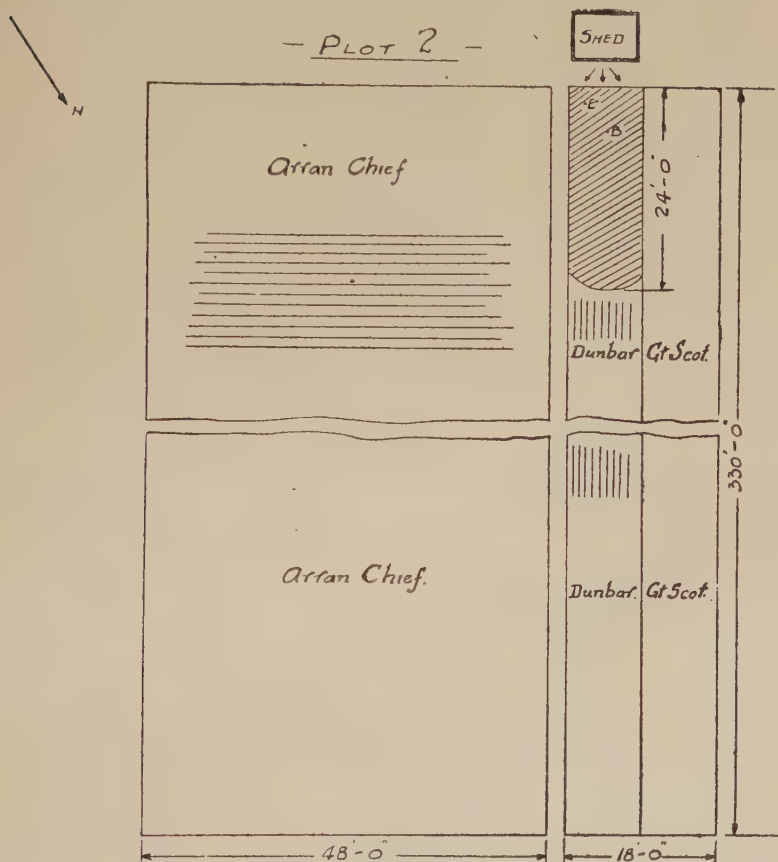 - PLOT 2 -
SHED
N
E
B
Arran Chief
24'-0"
Dunbar Gt Scot.
330'-0"
Arran Chief.
Dunbar. Gt Scot.
48'-0"
18'-0"